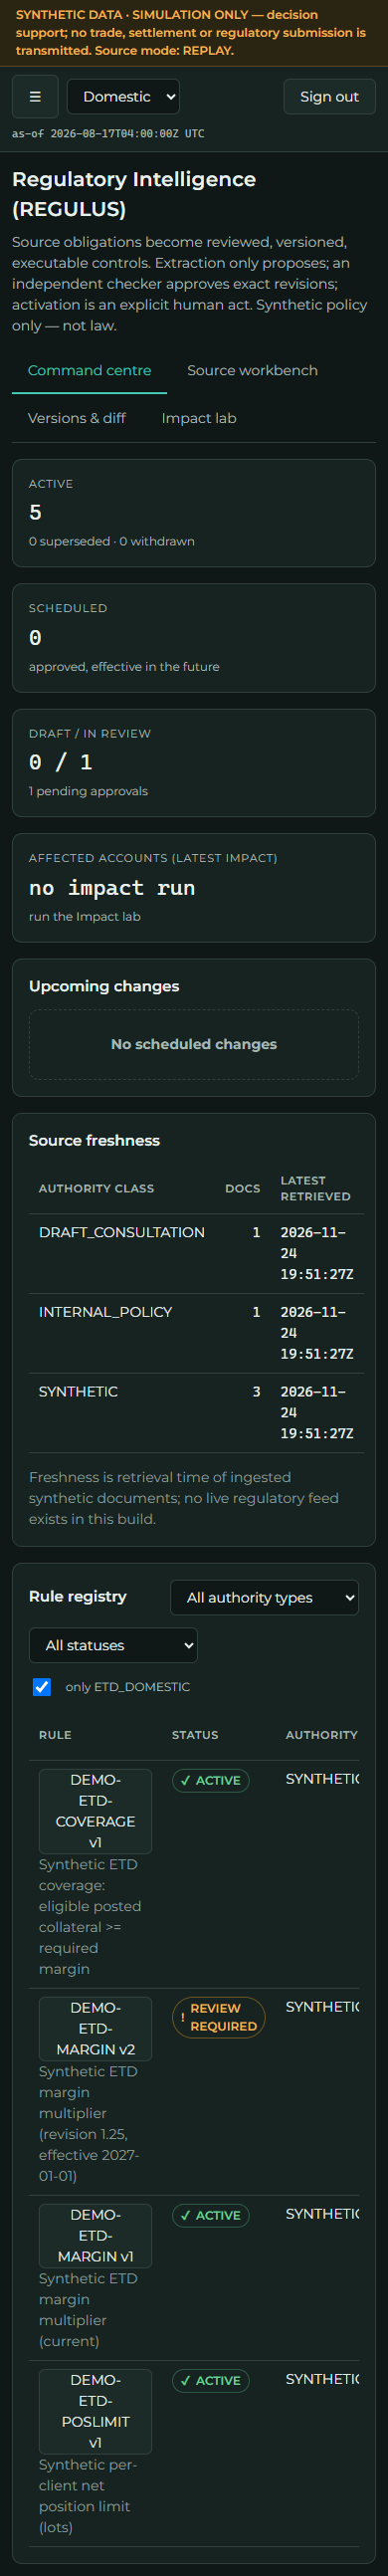 SYNTHETIC DATA · SIMULATION ONLY — decision
support; no trade, settlement or regulatory submission is
transmitted. Source mode: REPLAY.
☰ Domestic Sign out
as-of 2026-08-17T04:00:00Z UTC
Regulatory Intelligence
(REGULUS)
Source obligations become reviewed, versioned,
executable controls. Extraction only proposes; an
independent checker approves exact revisions;
activation is an explicit human act. Synthetic policy
only — not law.
Command centre Source workbench
Versions & diff Impact lab
ACTIVE
5
0 superseded · 0 withdrawn
SCHEDULED
0
approved, effective in the future
DRAFT / IN REVIEW
0 / 1
1 pending approvals
AFFECTED ACCOUNTS (LATEST IMPACT)
no impact run
run the Impact lab
Upcoming changes
No scheduled changes
Source freshness
AUTHORITY CLASS DOCS LATEST
RETRIEVED
DRAFT_CONSULTATION 1 2026-11-
24
19:51:27Z
INTERNAL_POLICY 1 2026-11-
24
19:51:27Z
SYNTHETIC 3 2026-11-
24
19:51:27Z
Freshness is retrieval time of ingested
synthetic documents; no live regulatory feed
exists in this build.
Rule registry All authority types
All statuses
only ETD_DOMESTIC
RULE STATUS AUTHORITY
DEMO- ✓ ACTIVE SYNTHETIC
ETD-
COVERAGE
v1
Synthetic ETD
coverage:
eligible posted
collateral >=
required
margin
DEMO- ! REVIEW REQUIRED SYNTHETIC
ETD-
MARGIN v2
Synthetic ETD
margin
multiplier
(revision 1.25,
effective 2027-
01-01)
DEMO- ✓ ACTIVE SYNTHETIC
ETD-
MARGIN v1
Synthetic ETD
margin
multiplier
(current)
DEMO- ✓ ACTIVE SYNTHETIC
ETD-
POSLIMIT
v1
Synthetic per-
client net
position limit
(lots)